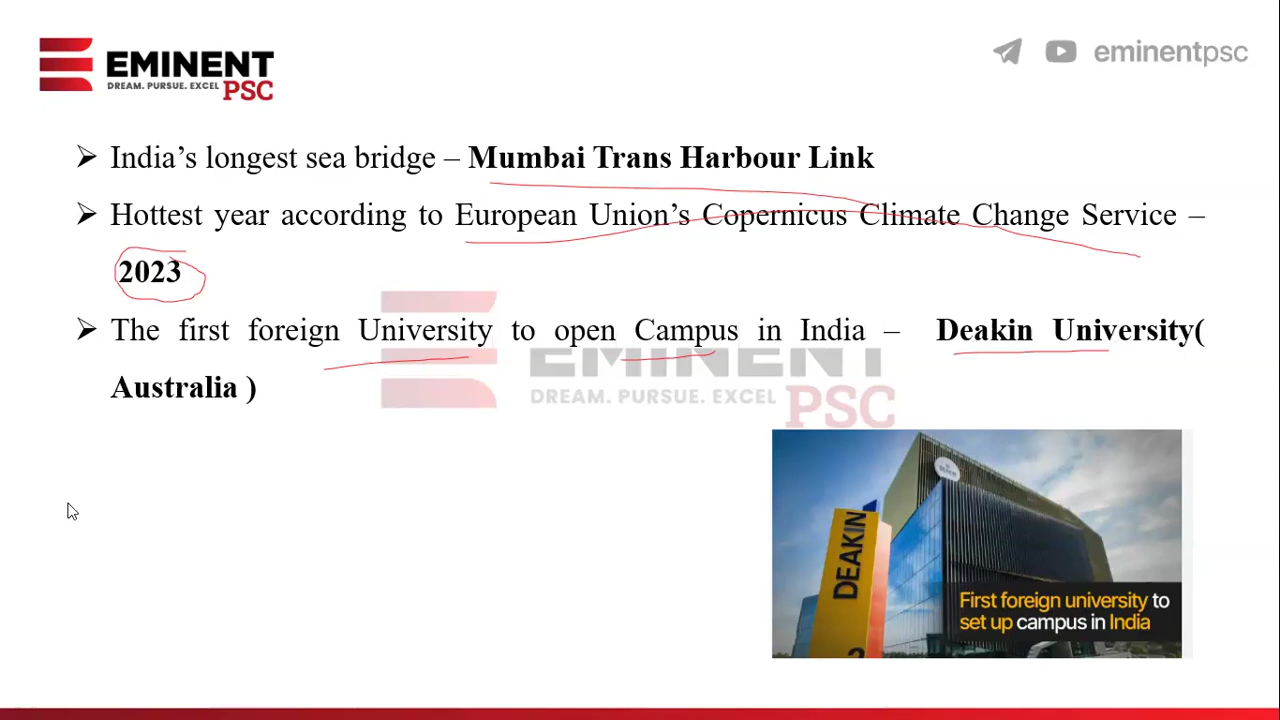 EMINENT
DREAM. PURSUE. EXCEL
PSC
eminentpsc
➢ India’s longest sea bridge – Mumbai Trans Harbour Link
➢ Hottest year according to European Union’s Copernicus Climate Change Service –
2023
➢ The first foreign University to open Campus in India – Deakin University(
Australia )
EMINENT
DREAM. PURSUE. EXCEL
PSC
DEAKIN
First foreign university to
set up campus in India